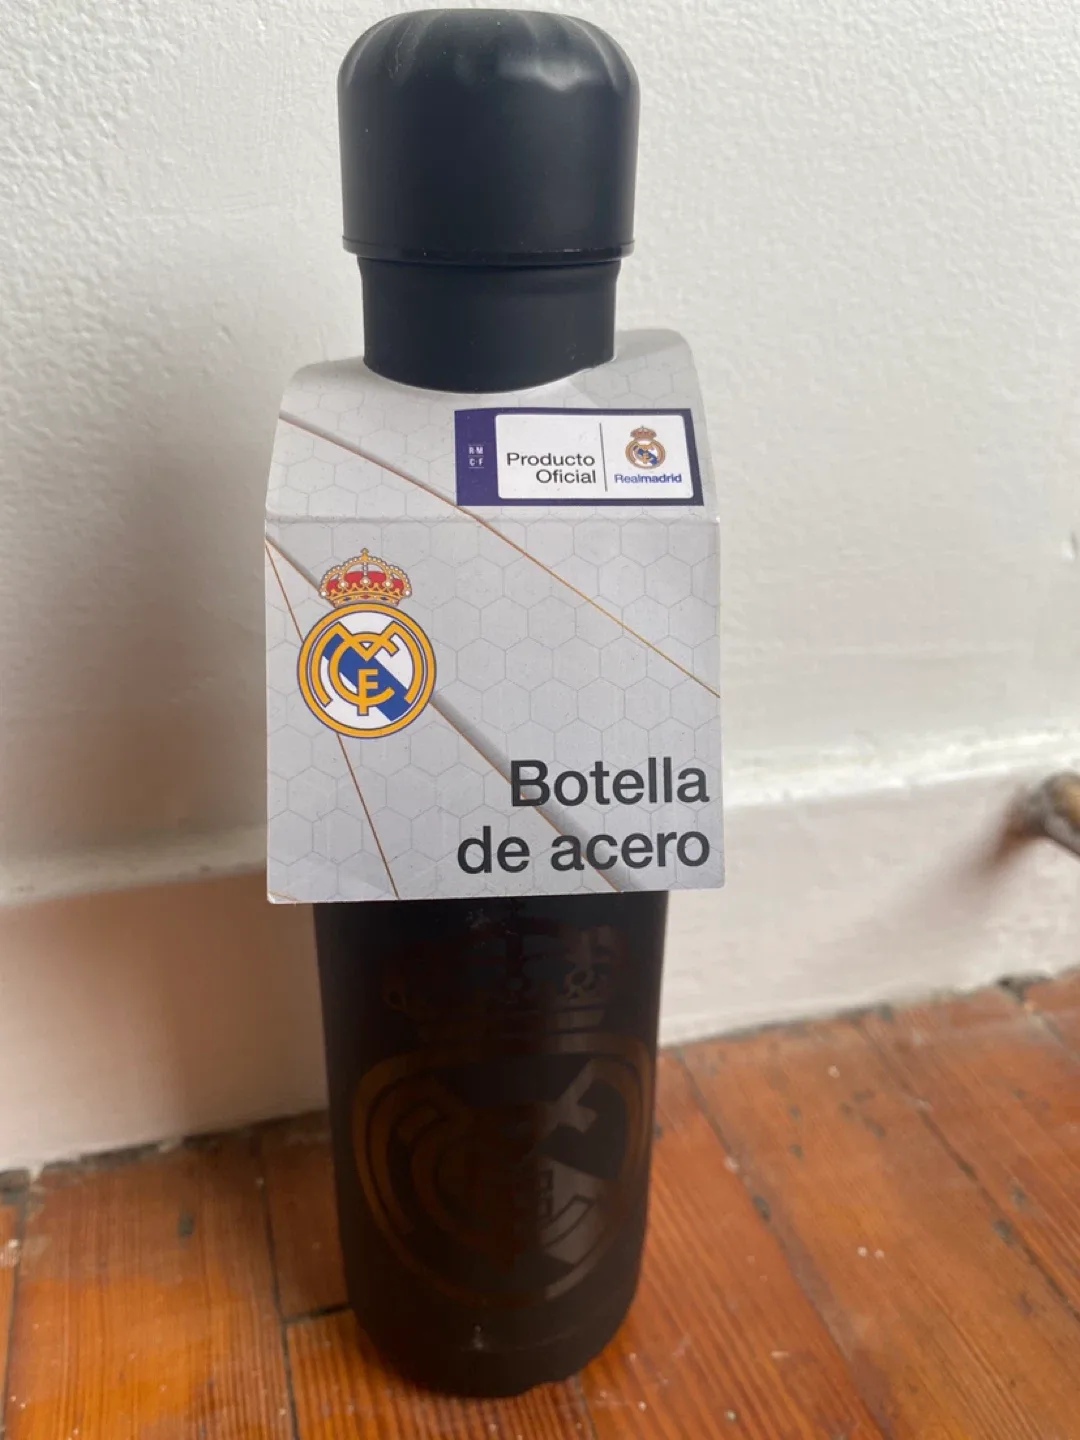 RM
CF
Producto
Oficial
Realmadrid
Botella
de acero